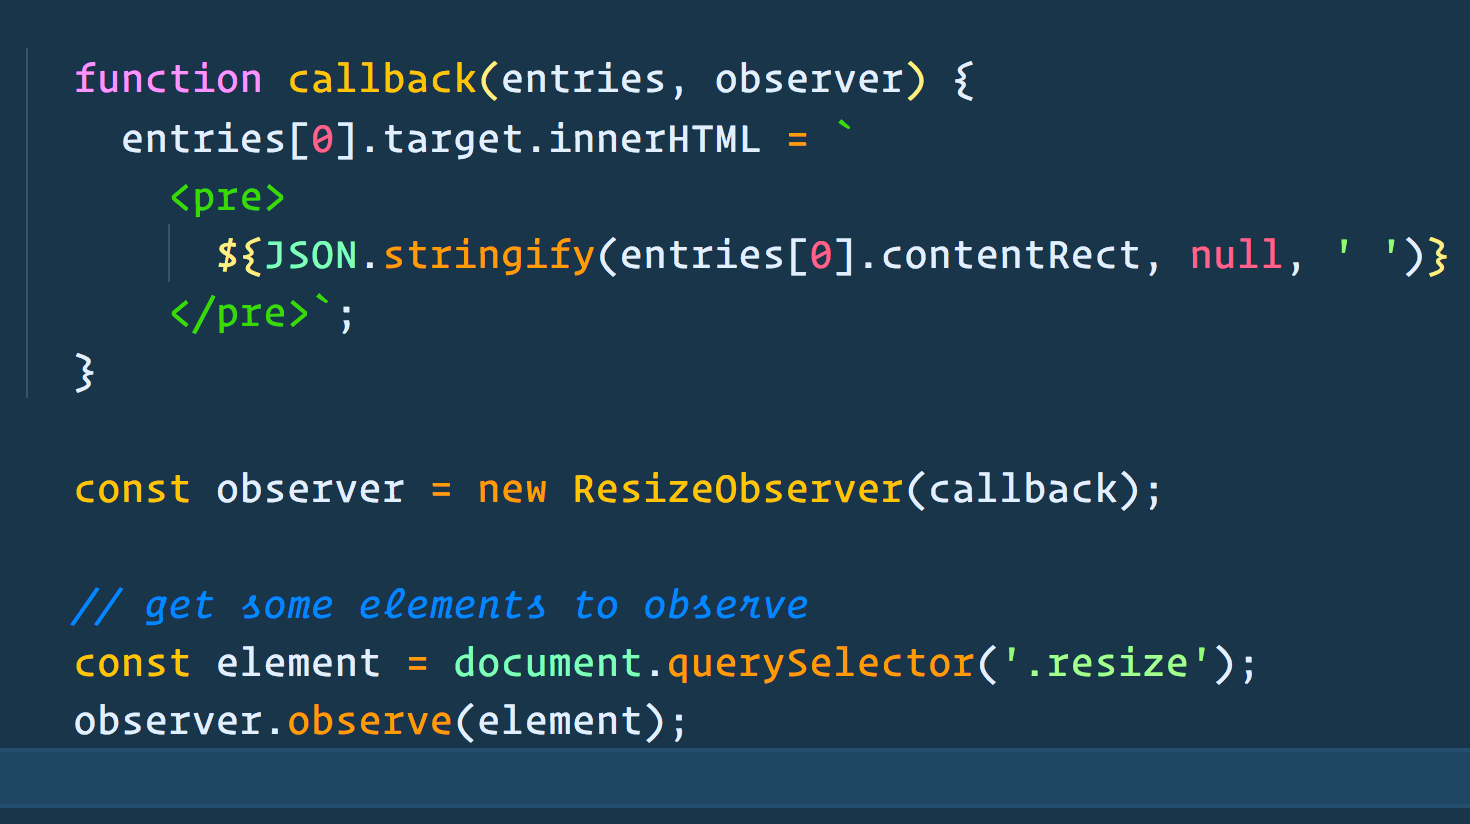 function callback(entries, observer) {
  entries[0].target.innerHTML = `
    <pre>
      ${JSON.stringify(entries[0].contentRect, null, ' ')}
    </pre>`;
}
const observer = new ResizeObserver(callback);
// get some elements to observe
const element = document.querySelector('.resize');
observer.observe(element);